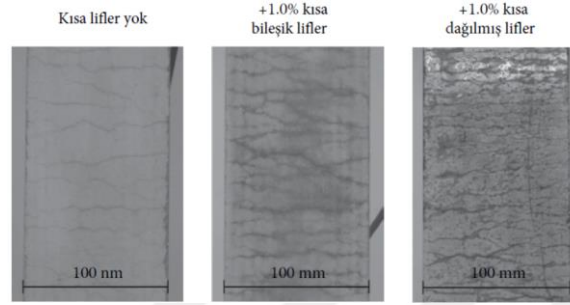 Kısa lifler yok
+1.0% kısa
bileşik lifler
+1.0% kısa
dağılmış lifler
100 nm
100 mm
100 mm